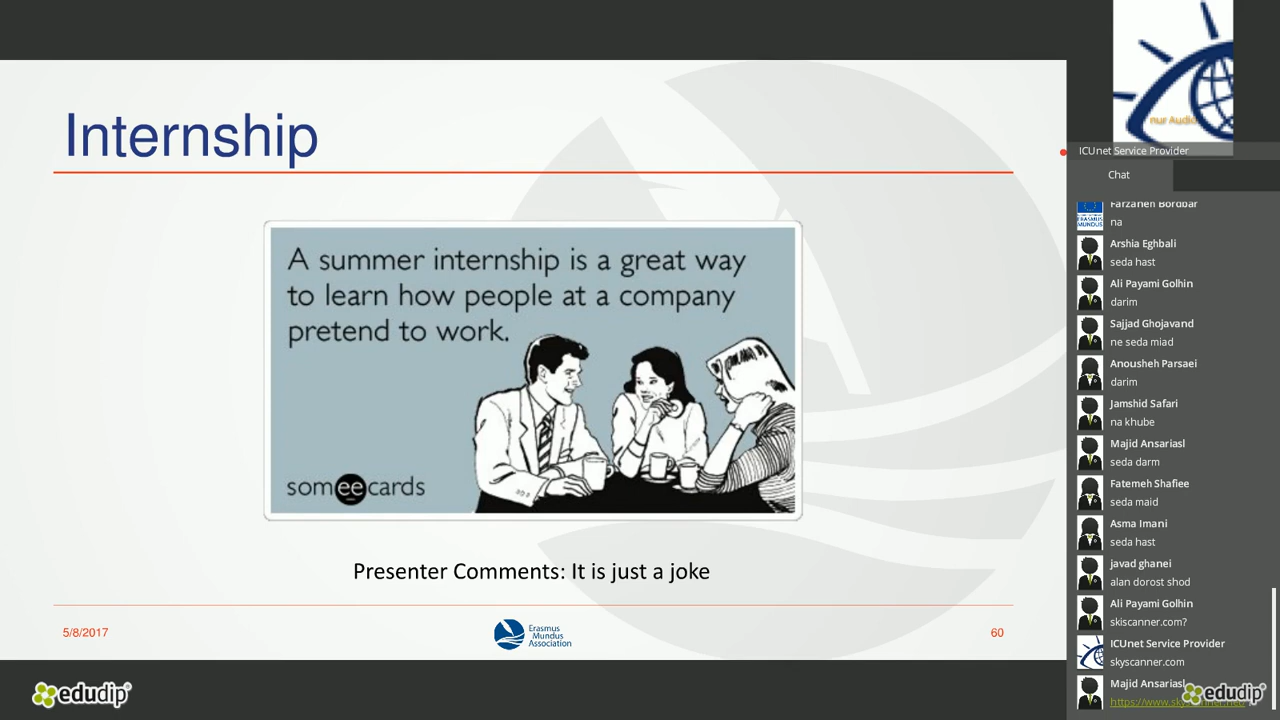 Internship
A summer internship is a great way
to learn how people at a company
pretend to work.
someecards
Presenter Comments: It is just a joke
5/8/2017
Erasmus
Mundus
Association
60
edudip
nur Audio
ICUnet Service Provider
Chat
Farzaneh Bordbar
na
Arshia Eghbali
seda hast
Ali Payami Golhin
darim
Sajjad Ghojavand
ne seda miad
Anousheh Parsaei
darim
Jamshid Safari
na khube
Majid Ansariasl
seda darm
Fatemeh Shafiee
seda maid
Asma Imani
seda hast
javad ghanei
alan dorost shod
Ali Payami Golhin
skiscanner.com?
ICUnet Service Provider
skyscanner.com
Majid Ansariasl
edudip